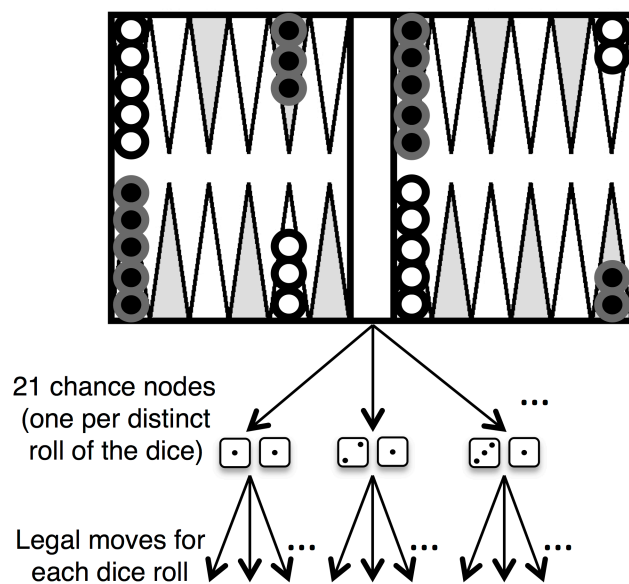 21 chance nodes
(one per distinct
roll of the dice)
...
Legal moves for
each dice roll
... ... ...